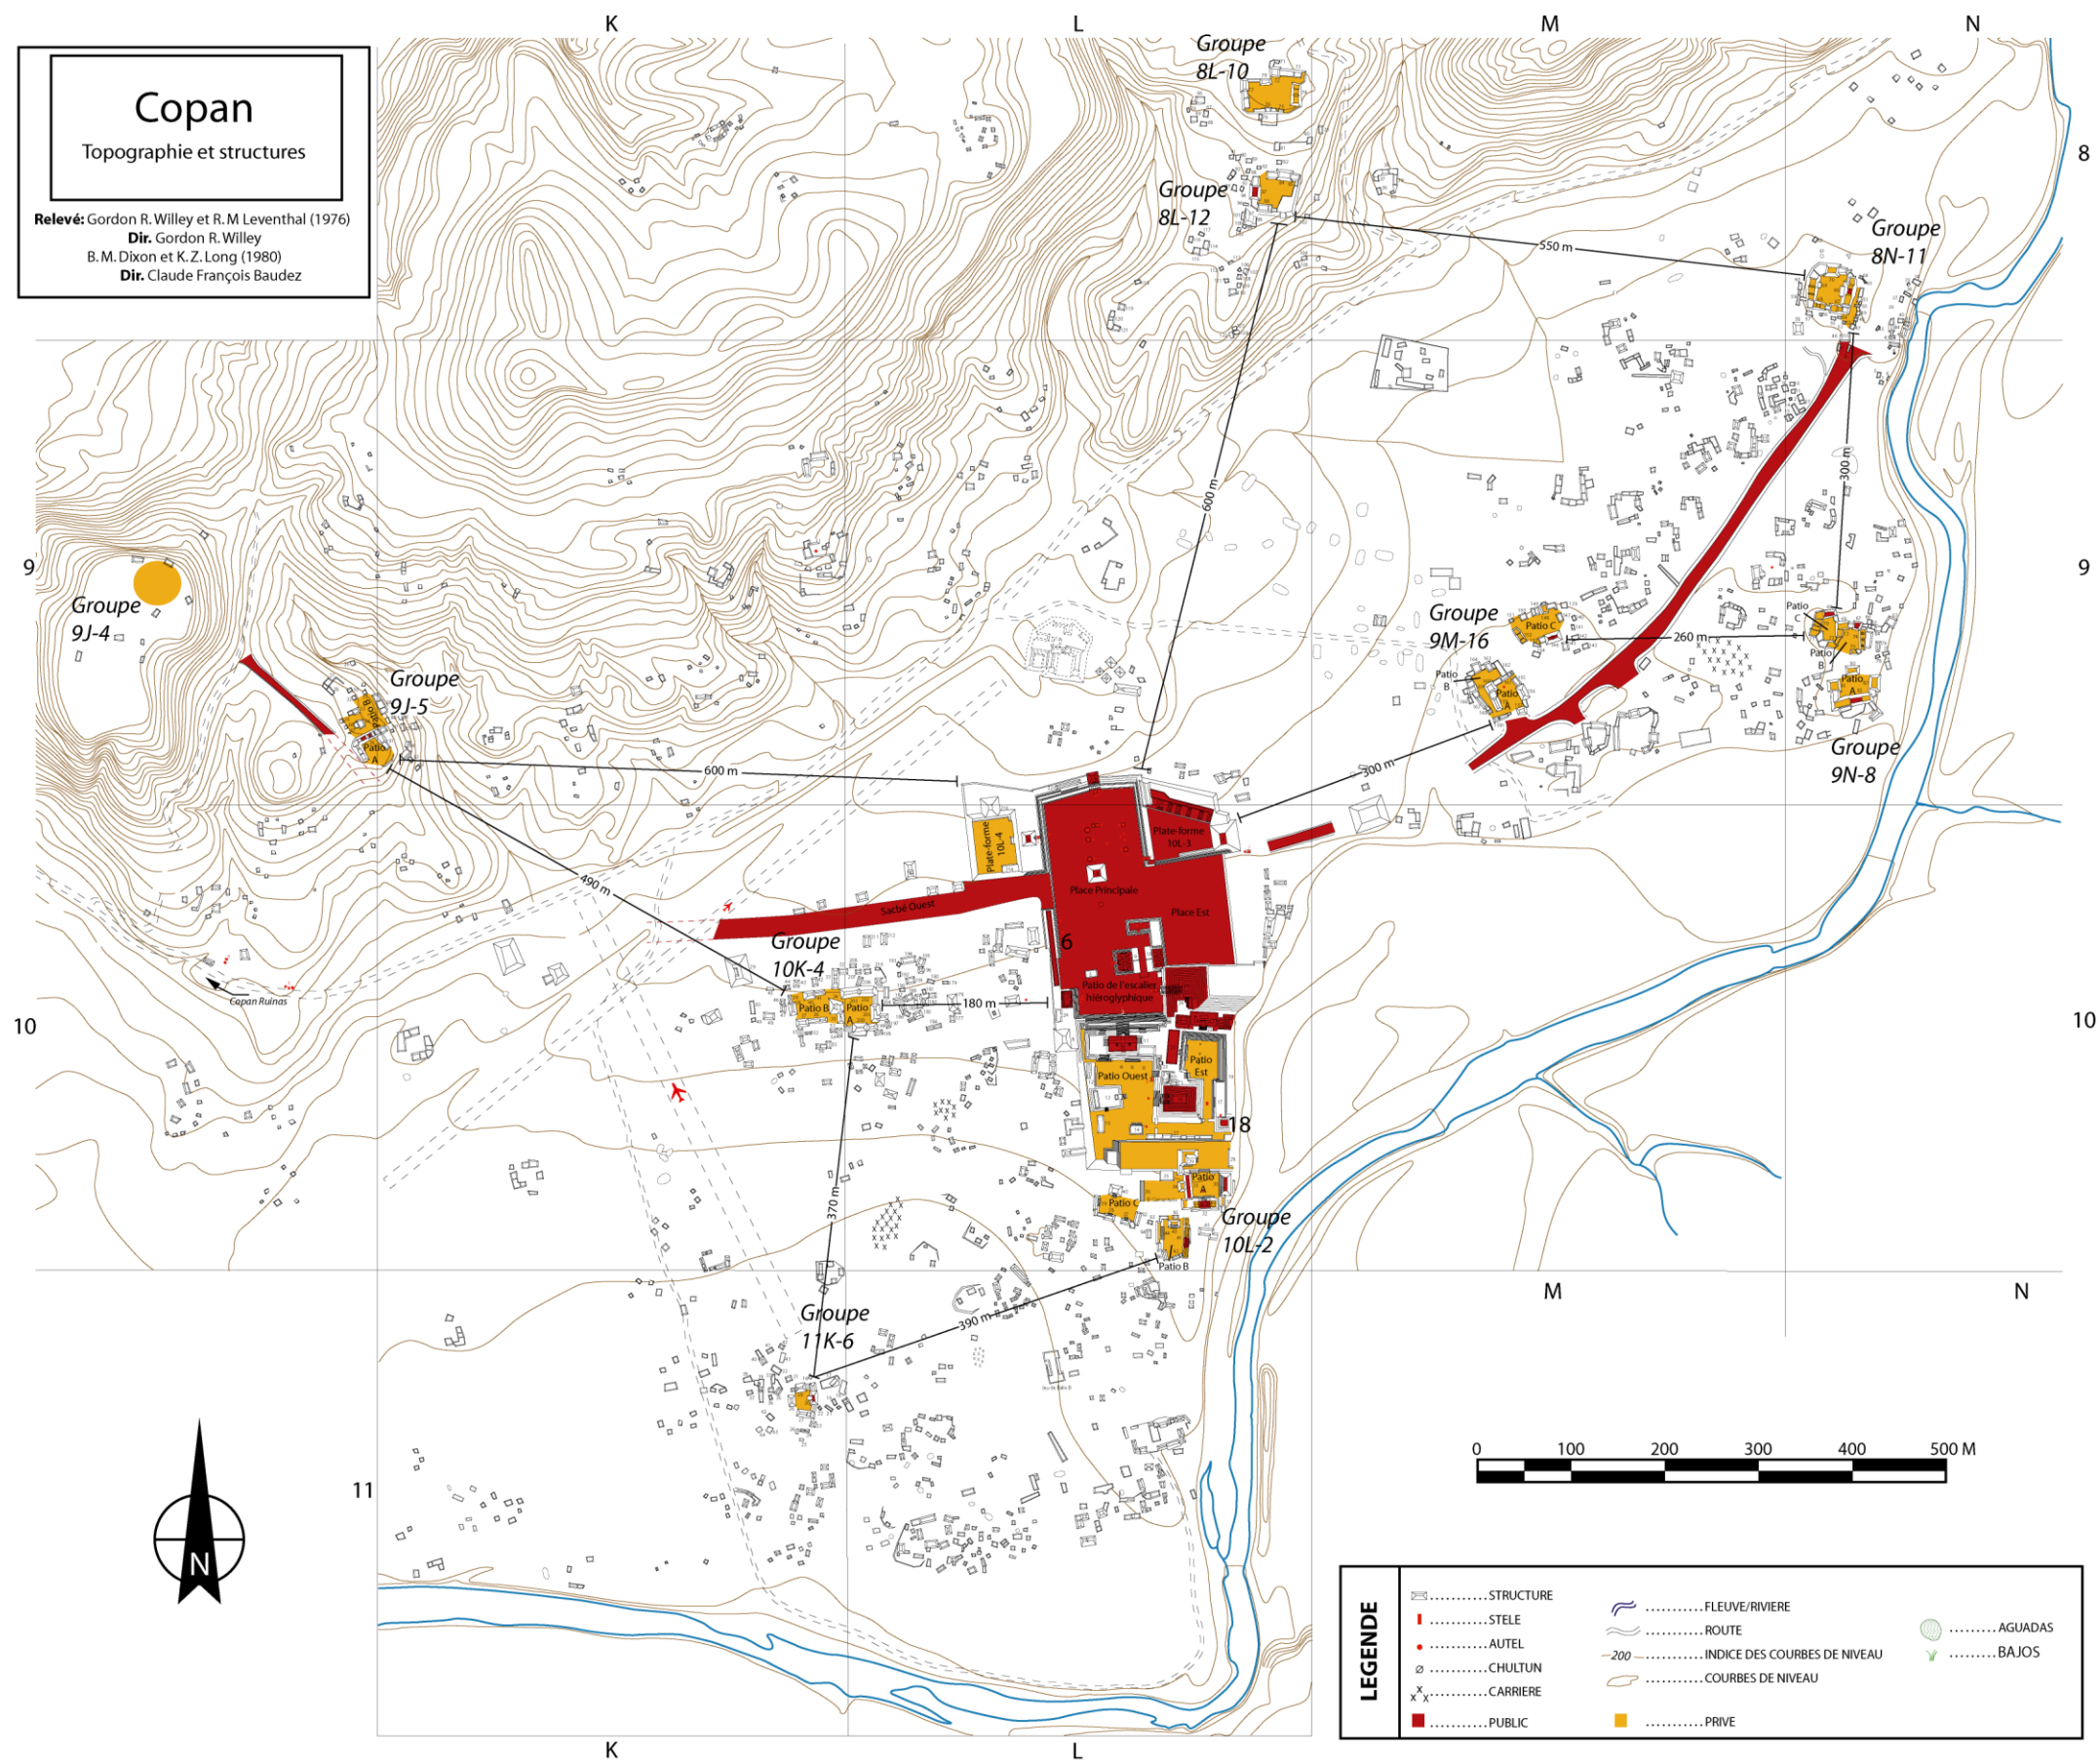 K
L
M
N
Copan
Topographie et structures
Relevé: Gordon R. Willey et R. M Leventhal (1976)
Dir. Gordon R. Willey
B. M. Dixon et K. Z. Long (1980)
Dir. Claude François Baudez
Groupe
8L-10
8
Groupe
8L-12
550 m
Groupe
8N-11
600 m
300 m
9
9
Groupe
9J-4
Groupe
9J-5
Patio B
Patio
A
Groupe
9M-16
Patio C
Patio
B
Patio
A
260 m
Patio
C
Patio
B
Patio
A
Groupe
9N-8
600 m
300 m
490 m
Plate-forme
10L-4
Plate-forme
10L-3
Place Principale
Place Est
Sacbé Ouest
6
Groupe
10K-4
Patio B
Patio
A
180 m
Patio de l'escalier
hiéroglyphique
Copan Ruinas
10
10
Patio Ouest
Patio
Est
18
370 m
Patio
A
Patio C
Groupe
10L-2
Patio B
M
N
Groupe
11K-6
390 m
11
N
0 100 200 300 400 500 M
LEGENDE
STRUCTURE
STELE
AUTEL
CHULTUN
CARRIERE
PUBLIC
FLEUVE/RIVIERE
ROUTE
200 INDICE DES COURBES DE NIVEAU
COURBES DE NIVEAU
PRIVE
AGUADAS
BAJOS
K
L